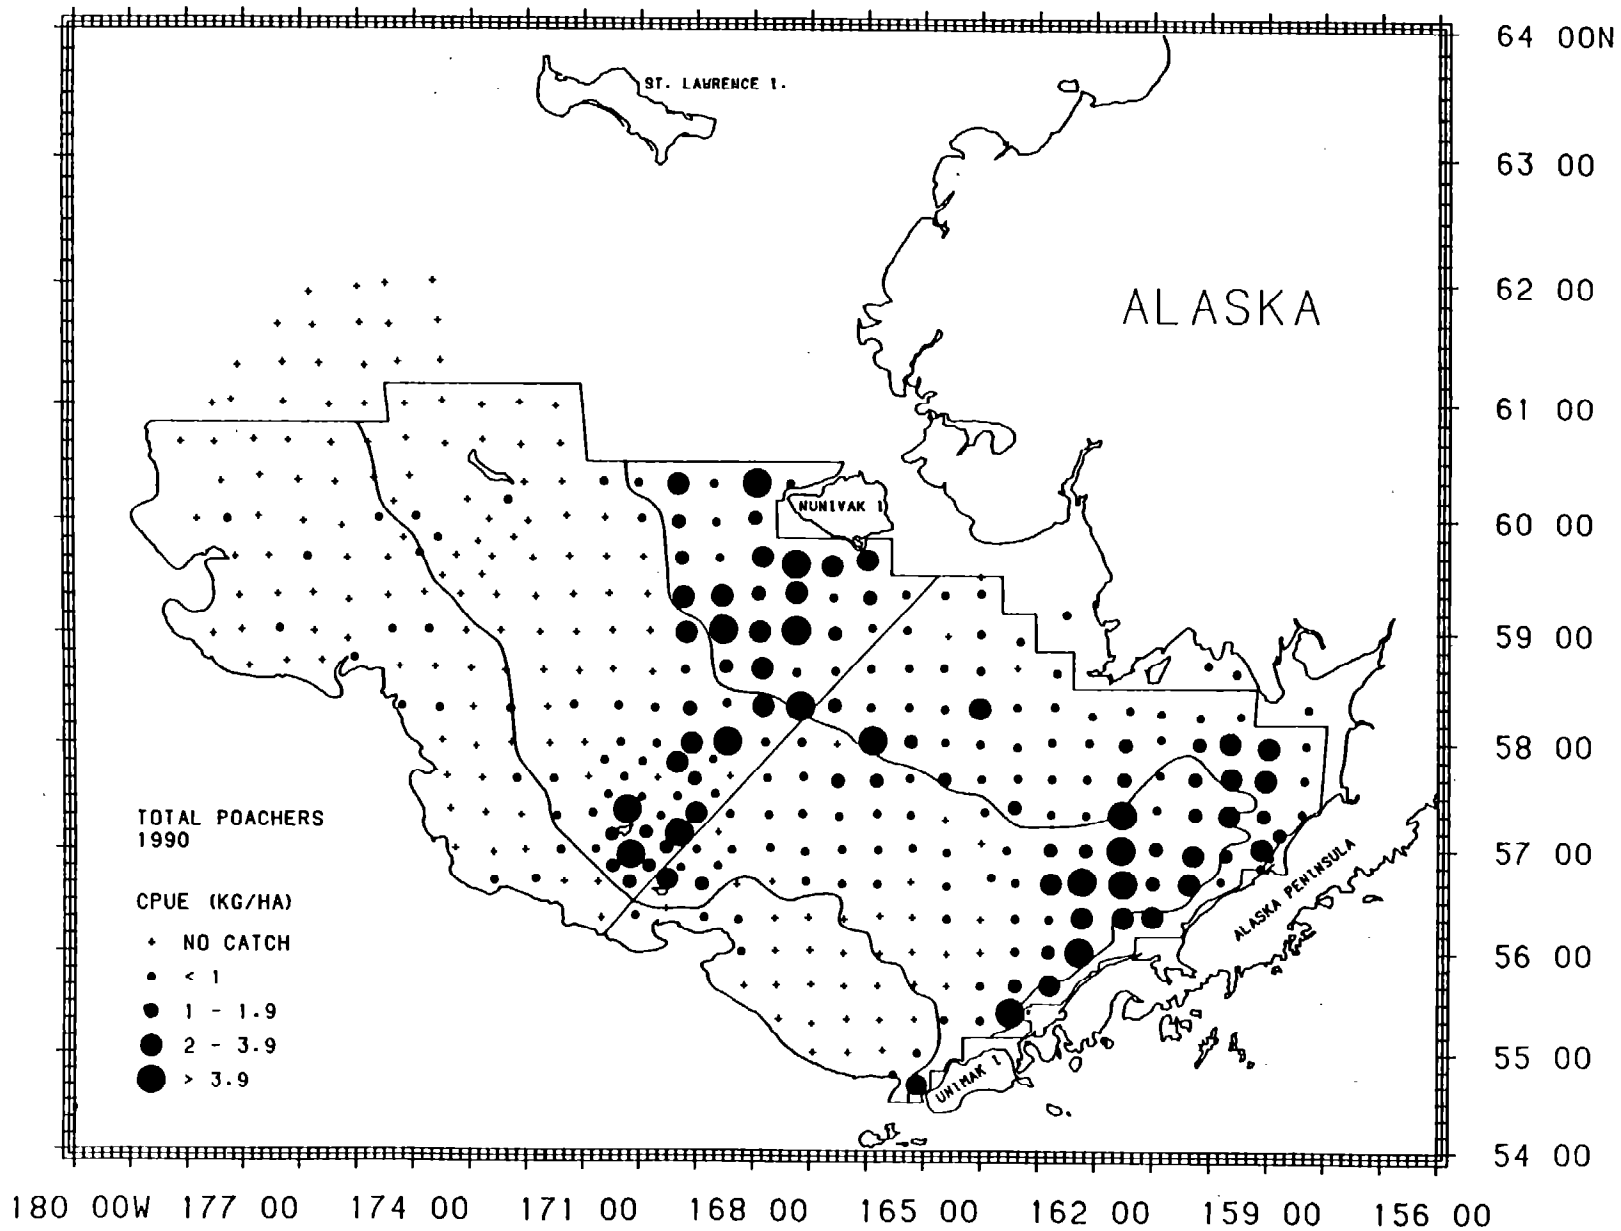 64 00N
ST. LAWRENCE I.
63 00
ALASKA
62 00
61 00
NUNIVAK I
60 00
59 00
58 00
TOTAL POACHERS
1990
57 00
ALASKA PENINSULA
CPUE (KG/HA)
+ NO CATCH
< 1
1 - 1.9
2 - 3.9
> 3.9
56 00
55 00
UNIMAK I
54 00
180 00W 177 00 174 00 171 00 168 00 165 00 162 00 159 00 156 00